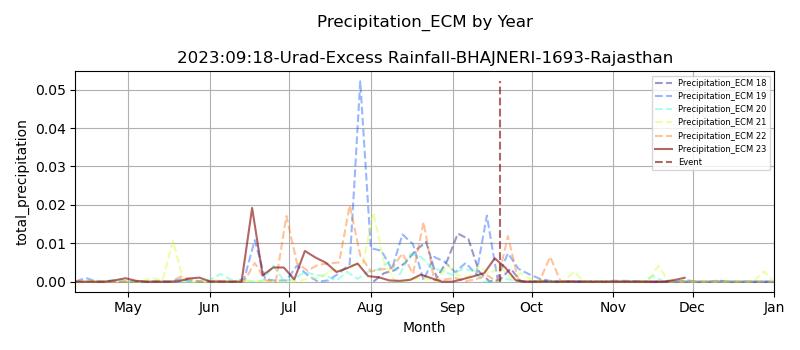 Precipitation_ECM by Year
2023:09:18-Urad-Excess Rainfall-BHAJNERI-1693-Rajasthan
total_precipitation
0.05
0.04
0.03
0.02
0.01
0.00
Precipitation_ECM 18
Precipitation_ECM 19
Precipitation_ECM 20
Precipitation_ECM 21
Precipitation_ECM 22
Precipitation_ECM 23
Event
May Jun Jul Aug Sep Oct Nov Dec Jan
Month